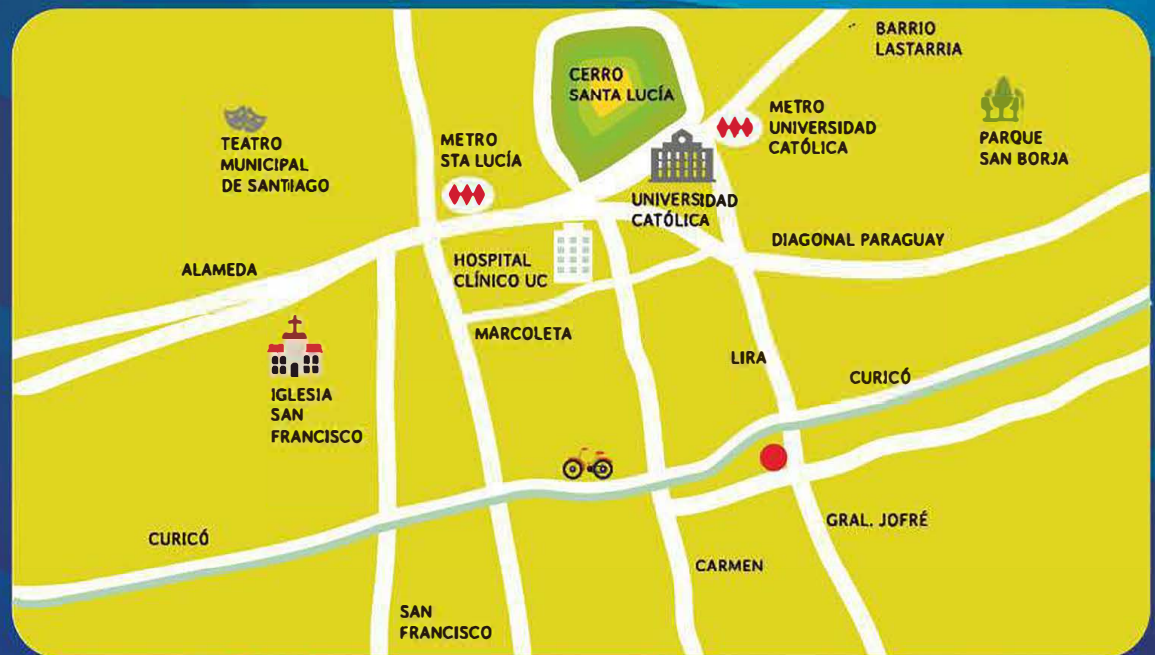 BARRIO
LASTARRIA
CERRO
SANTA LUCÍA
METRO
UNIVERSIDAD
CATÓLICA
PARQUE
SAN BORJA
TEATRO
MUNICIPAL
DE SANTIAGO
METRO
STA LUCÍA
UNIVERSIDAD
CATÓLICA
DIAGONAL PARAGUAY
ALAMEDA
HOSPITAL
CLÍNICO UC
MARCOLETA
LIRA
CURICÓ
IGLESIA
SAN
FRANCISCO
GRAL. JOFRÉ
CURICÓ
CARMEN
SAN
FRANCISCO